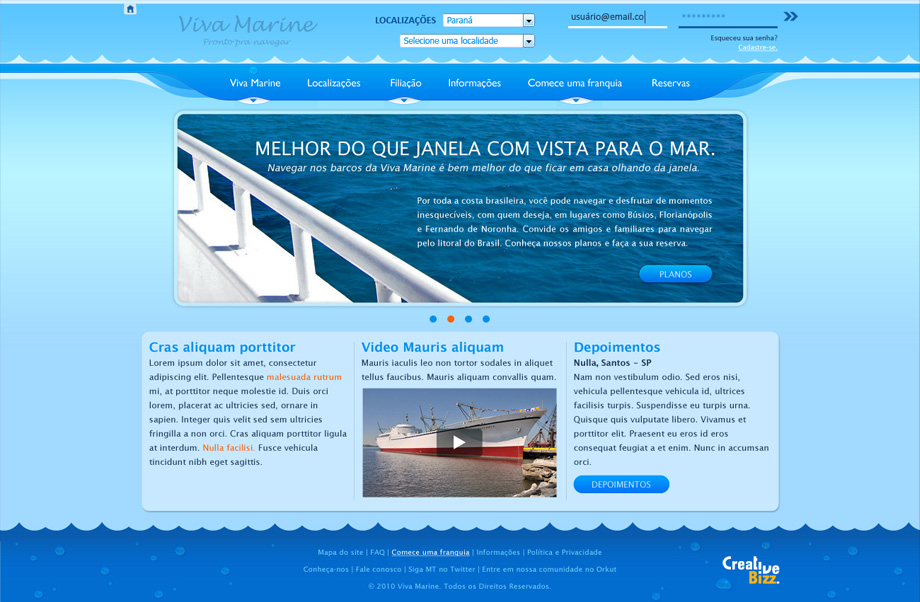 Viva Marine
Pronto pra navegar
LOCALIZAÇÕES
Paraná
Selecione uma localidade
usuário@email.co
Esqueceu sua senha?
Cadastre-se.
Viva Marine
Localizações
Filiação
Informações
Comece uma franquia
Reservas
MELHOR DO QUE JANELA COM VISTA PARA O MAR.
Navegar nos barcos da Viva Marine é bem melhor do que ficar em casa olhando da janela.
Por toda a costa brasileira, você pode navegar e desfrutar de momentos
inesquecíveis, com quem deseja, em lugares como Búsios, Florianópolis
e Fernando de Noronha. Convide os amigos e familiares para navegar
pelo litoral do Brasil. Conheça nossos planos e faça a sua reserva.
PLANOS
Cras aliquam porttitor
Lorem ipsum dolor sit amet, consectetur
adipiscing elit. Pellentesque malesuada rutrum
mi, at porttitor neque molestie id. Duis orci
lorem, placerat ac ultricies sed, ornare in
sapien. Integer quis velit sed sem ultricies
fringilla a non orci. Cras aliquam porttitor ligula
at interdum. Nulla facilisi. Fusce vehicula
tincidunt nibh eget sagittis.
Video Mauris aliquam
Mauris iaculis leo non tortor sodales in aliquet
tellus faucibus. Mauris aliquam convallis quam.
Depoimentos
Nulla, Santos - SP
Nam non vestibulum odio. Sed eros nisi,
vehicula pellentesque vehicula id, ultrices
facilisis turpis. Suspendisse eu turpis urna.
Quisque quis vulputate libero. Vivamus et
porttitor elit. Praesent eu eros id eros
consequat feugiat a et enim. Nunc in accumsan
orci.
DEPOIMENTOS
Mapa do site | FAQ | Comece uma franquia | Informações | Política e Privacidade
Conheça-nos | Fale conosco | Siga MT no Twitter | Entre em nossa comunidade no Orkut
© 2010 Viva Marine. Todos os Direitos Reservados.
Creative
Bizz.